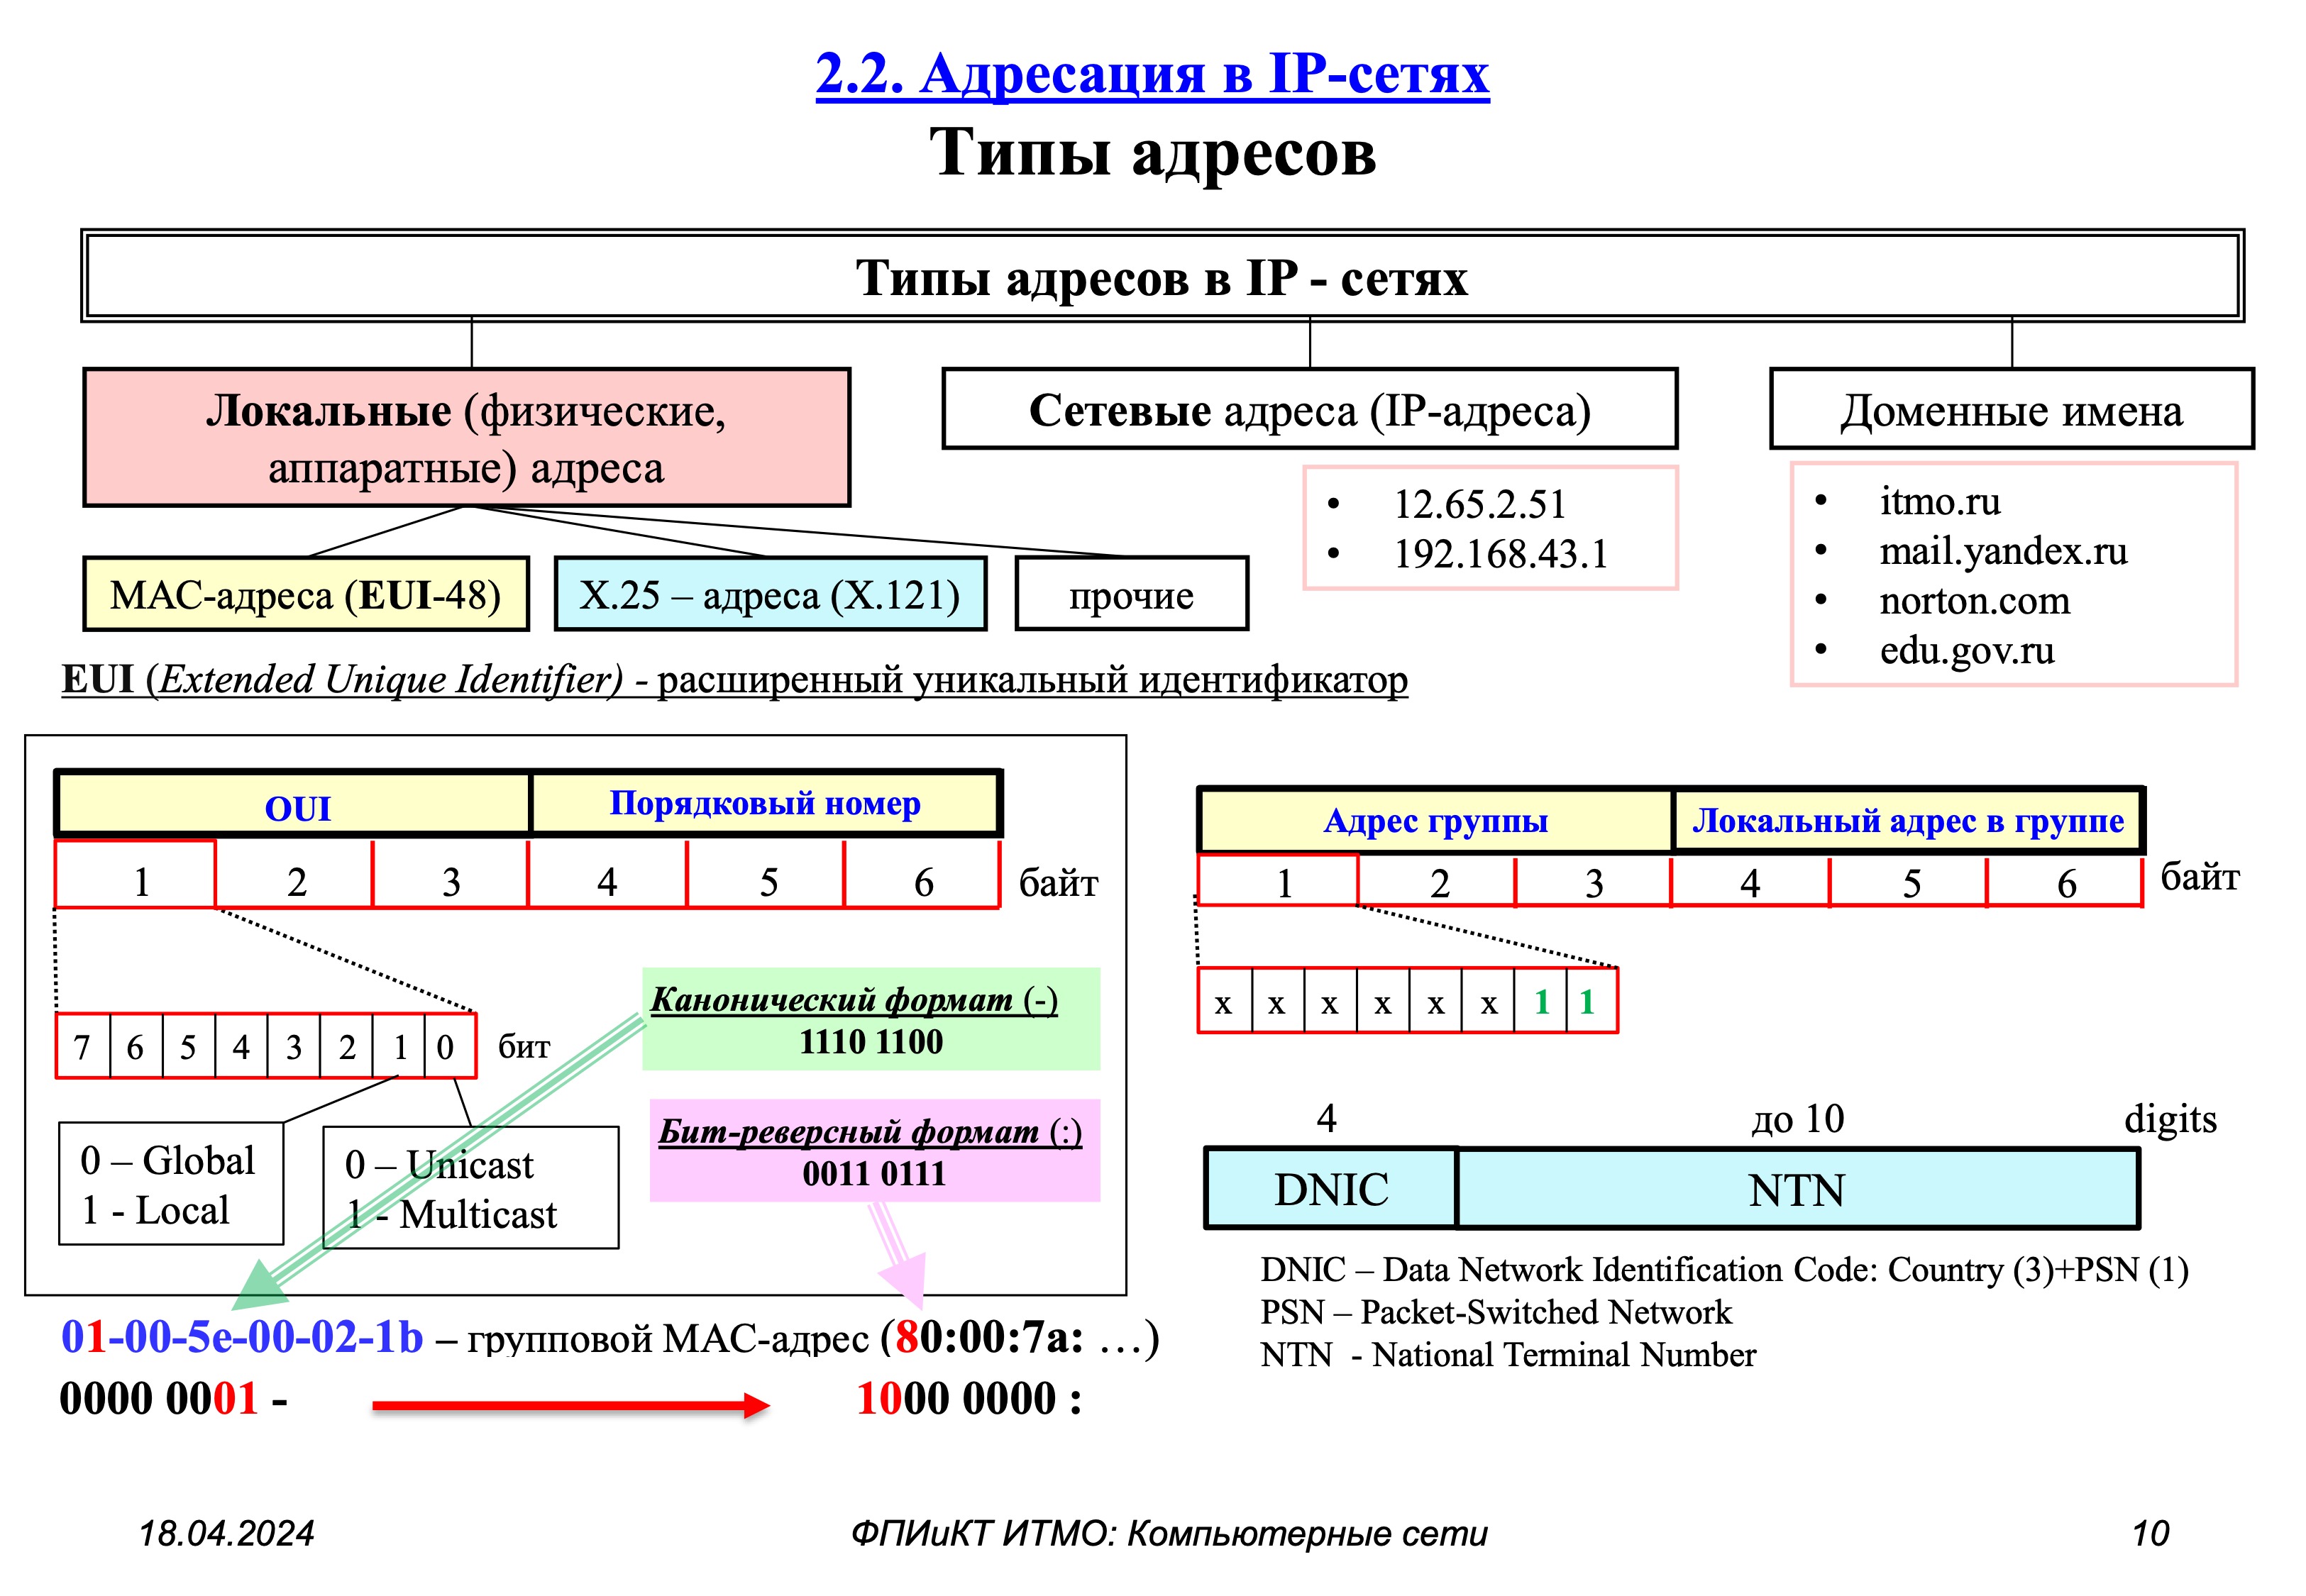 2.2. Адресация в IP-сетях
Типы адресов
Типы адресов в IP - сетях
Локальные (физические,
аппаратные) адреса
Сетевые адреса (IP-адреса)
Доменные имена
• 12.65.2.51
• 192.168.43.1
• itmo.ru
• mail.yandex.ru
• norton.com
• edu.gov.ru
MAC-адреса (EUI-48)
X.25 – адреса (X.121)
прочие
EUI (Extended Unique Identifier) - расширенный уникальный идентификатор
OUI
Порядковый номер
1 2 3 4 5 6 байт
7 6 5 4 3 2 1 0 бит
Канонический формат (-)
1110 1100
Бит-реверсный формат (:)
0011 0111
0 – Global
1 - Local
0 – Unicast
1 - Multicast
01-00-5e-00-02-1b – групповой MAC-адрес (80:00:7a: …)
0000 0001 -
1000 0000 :
Адрес группы
Локальный адрес в группе
1 2 3 4 5 6 байт
x x x x x x 1 1
4 до 10 digits
DNIC
NTN
DNIC – Data Network Identification Code: Country (3)+PSN (1)
PSN – Packet-Switched Network
NTN - National Terminal Number
18.04.2024
ФПИиКТ ИТМО: Компьютерные сети
10